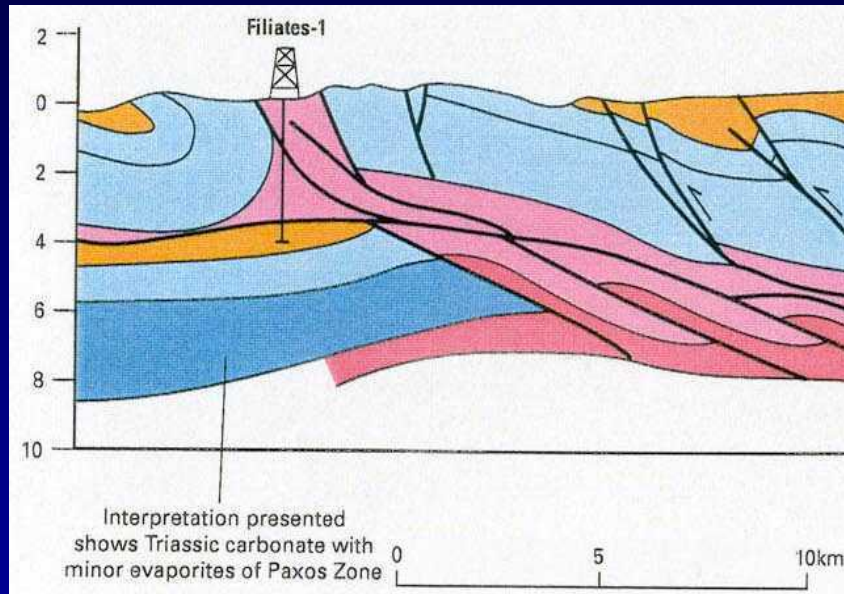 Filiates-1
2
0
2
4
6
8
10
Interpretation presented
shows Triassic carbonate with
minor evaporites of Paxos Zone
0 5 10km